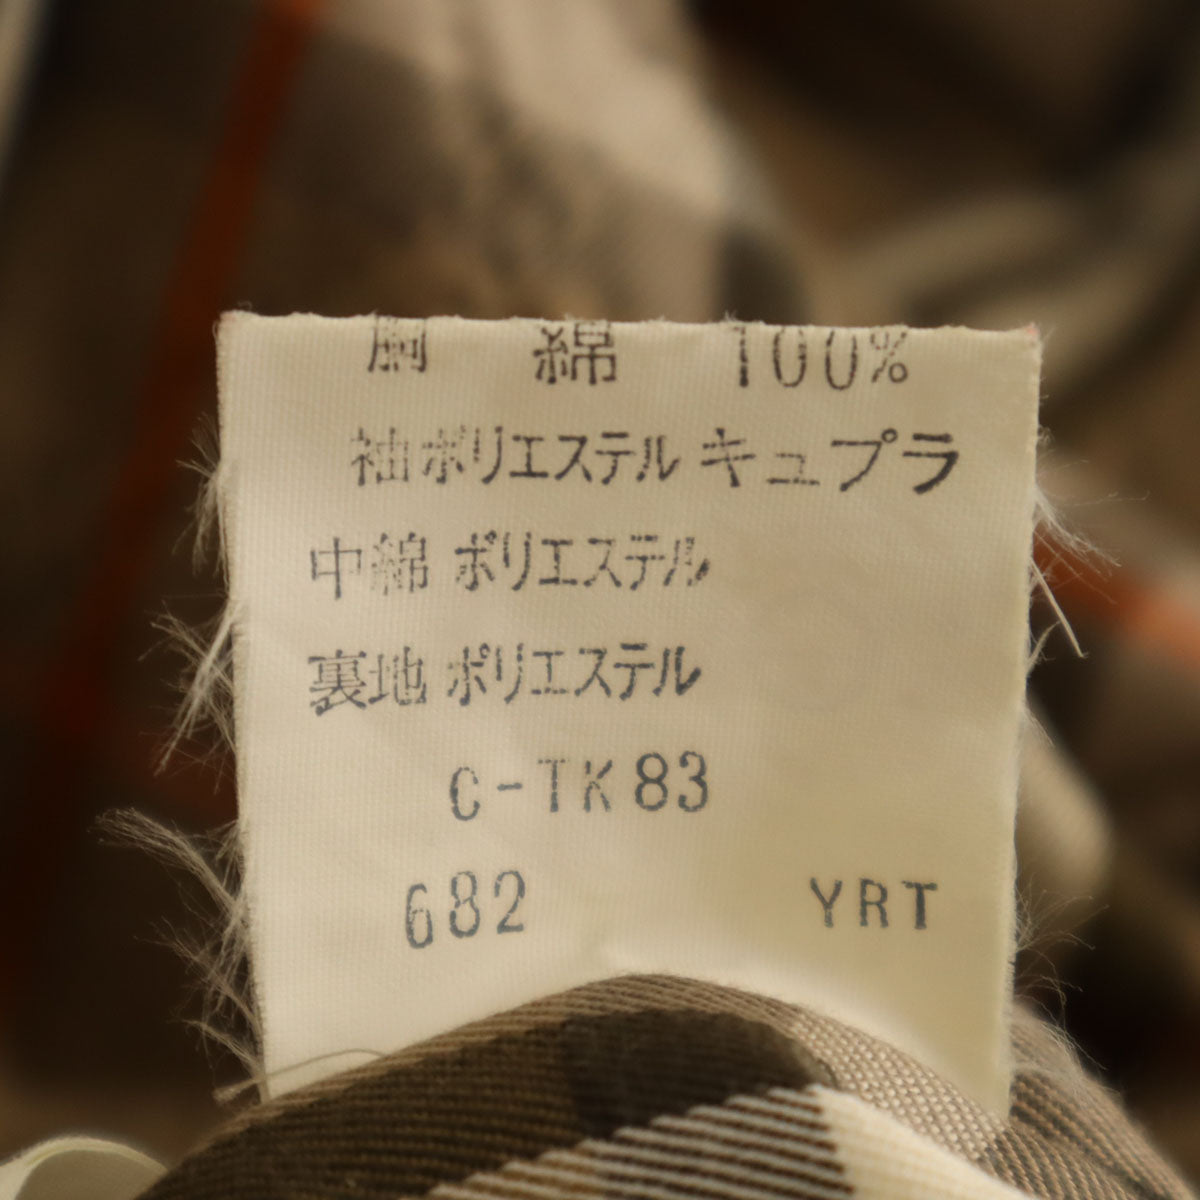 胴 綿 100%
袖ポリエステル キュプラ
中綿 ポリエステル
裏地 ポリエステル
C-TK83
682 YRT